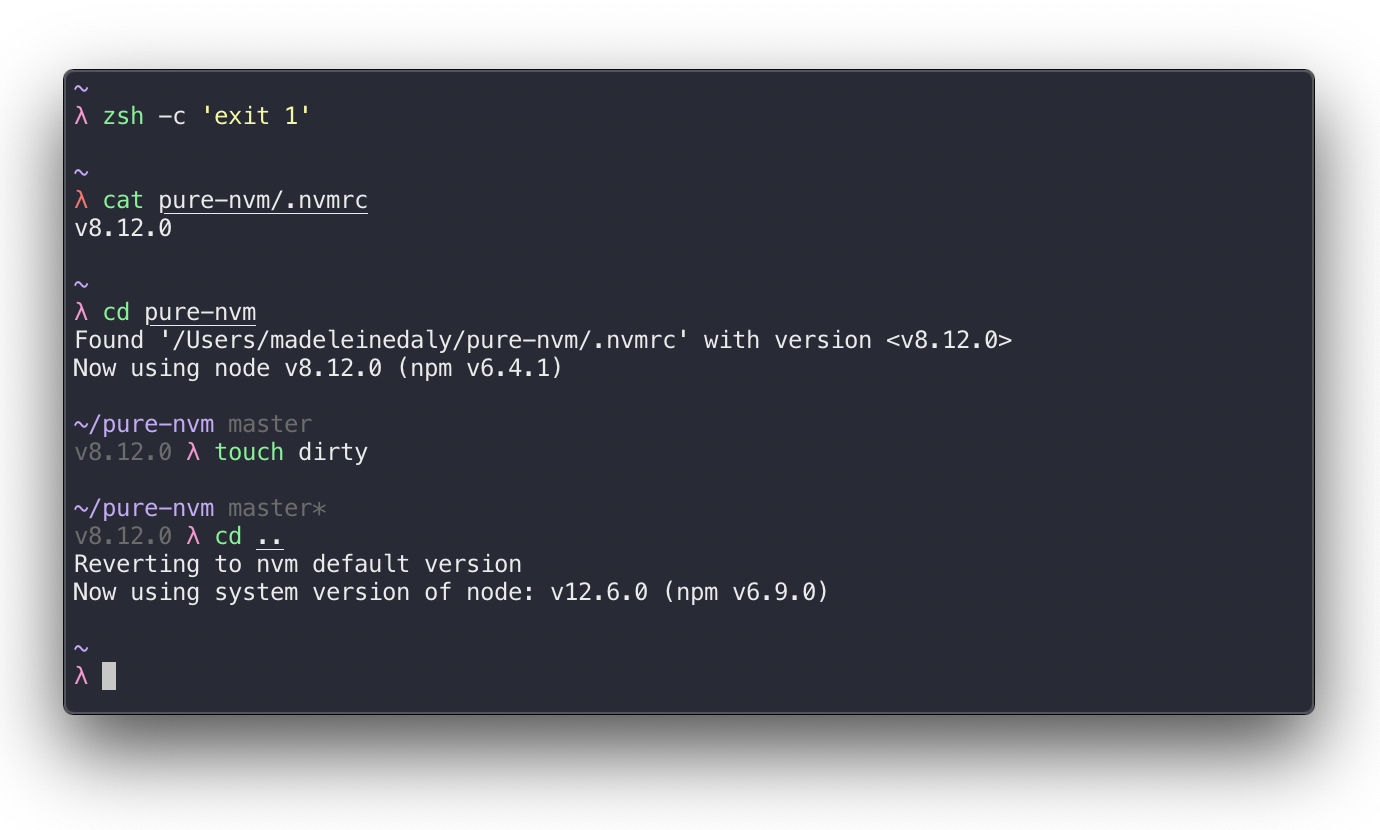 ~
λ zsh -c 'exit 1'
~
λ cat pure-nvm/.nvmrc
v8.12.0
~
λ cd pure-nvm
Found '/Users/madeleinedaly/pure-nvm/.nvmrc' with version <v8.12.0>
Now using node v8.12.0 (npm v6.4.1)
~/pure-nvm master
v8.12.0 λ touch dirty
~/pure-nvm master*
v8.12.0 λ cd ..
Reverting to nvm default version
Now using system version of node: v12.6.0 (npm v6.9.0)
~
λ